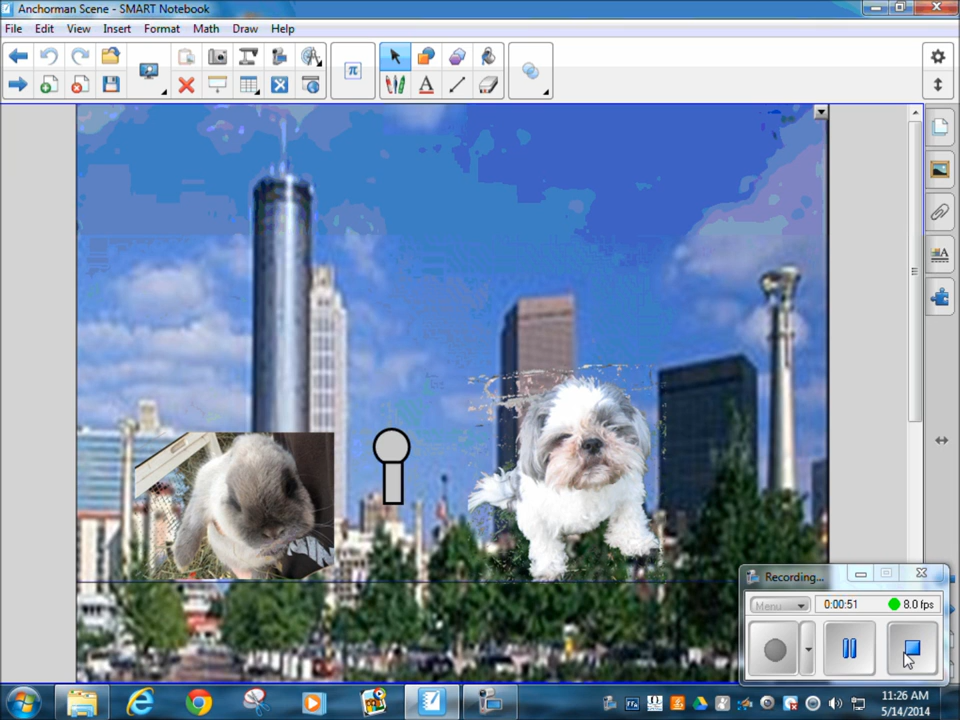 Anchorman Scene - SMART Notebook
File Edit View Insert Format Math Draw Help
π
A
A
Recording...
Menu 0:00:51 8.0 fps
11:26 AM
5/14/2014